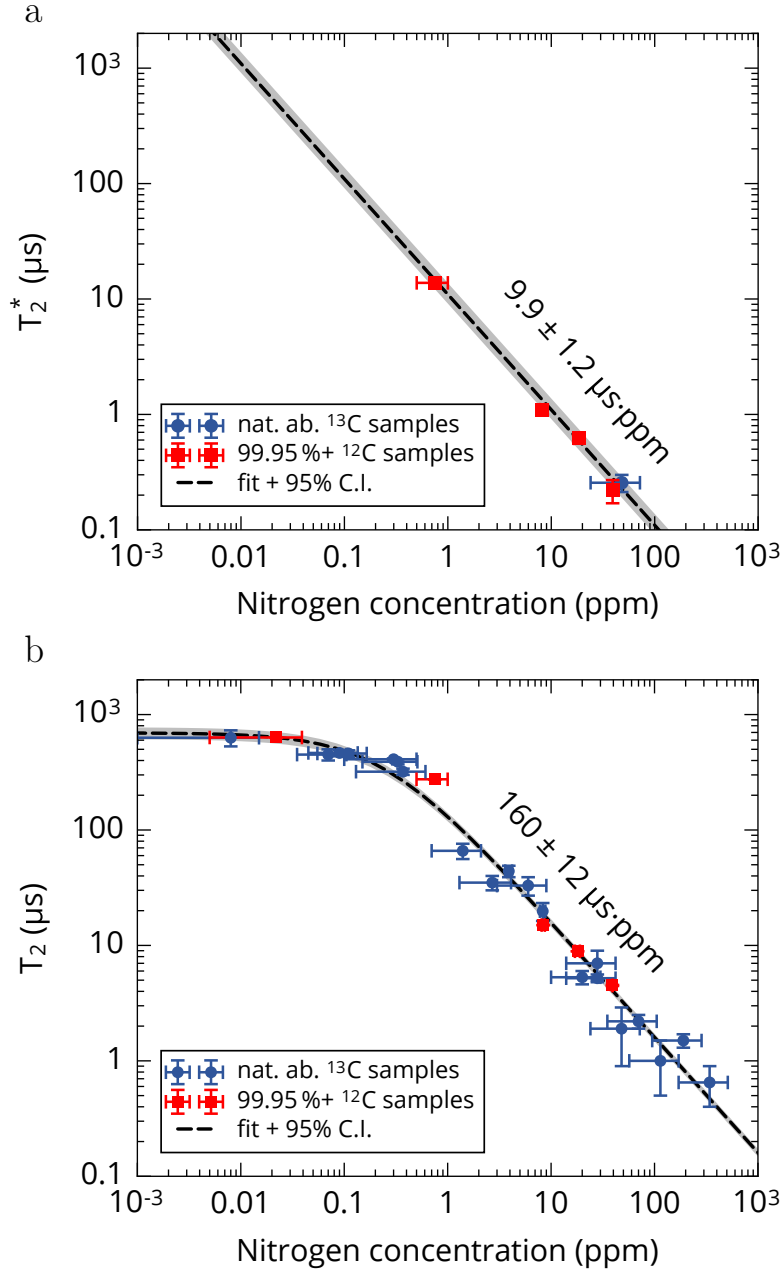 a
10³
100
10
1
0.1
T₂* (µs)
9.9 ± 1.2 µs·ppm
nat. ab. ¹³C samples
99.95 %+ ¹²C samples
fit + 95% C.I.
10⁻³ 0.01 0.1 1 10 100 10³
Nitrogen concentration (ppm)
b
10³
100
10
1
0.1
T₂ (µs)
160 ± 12 µs·ppm
nat. ab. ¹³C samples
99.95 %+ ¹²C samples
fit + 95% C.I.
10⁻³ 0.01 0.1 1 10 100 10³
Nitrogen concentration (ppm)